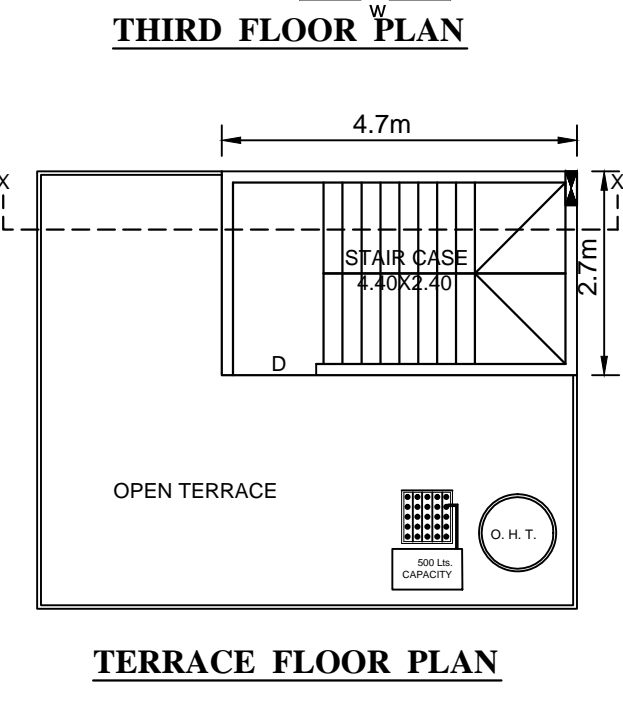 W
THIRD FLOOR PLAN
4.7m
X
X
STAIR CASE
4.40X2.40
2.7m
D
OPEN TERRACE
O. H. T.
500 Lts.
CAPACITY
TERRACE FLOOR PLAN